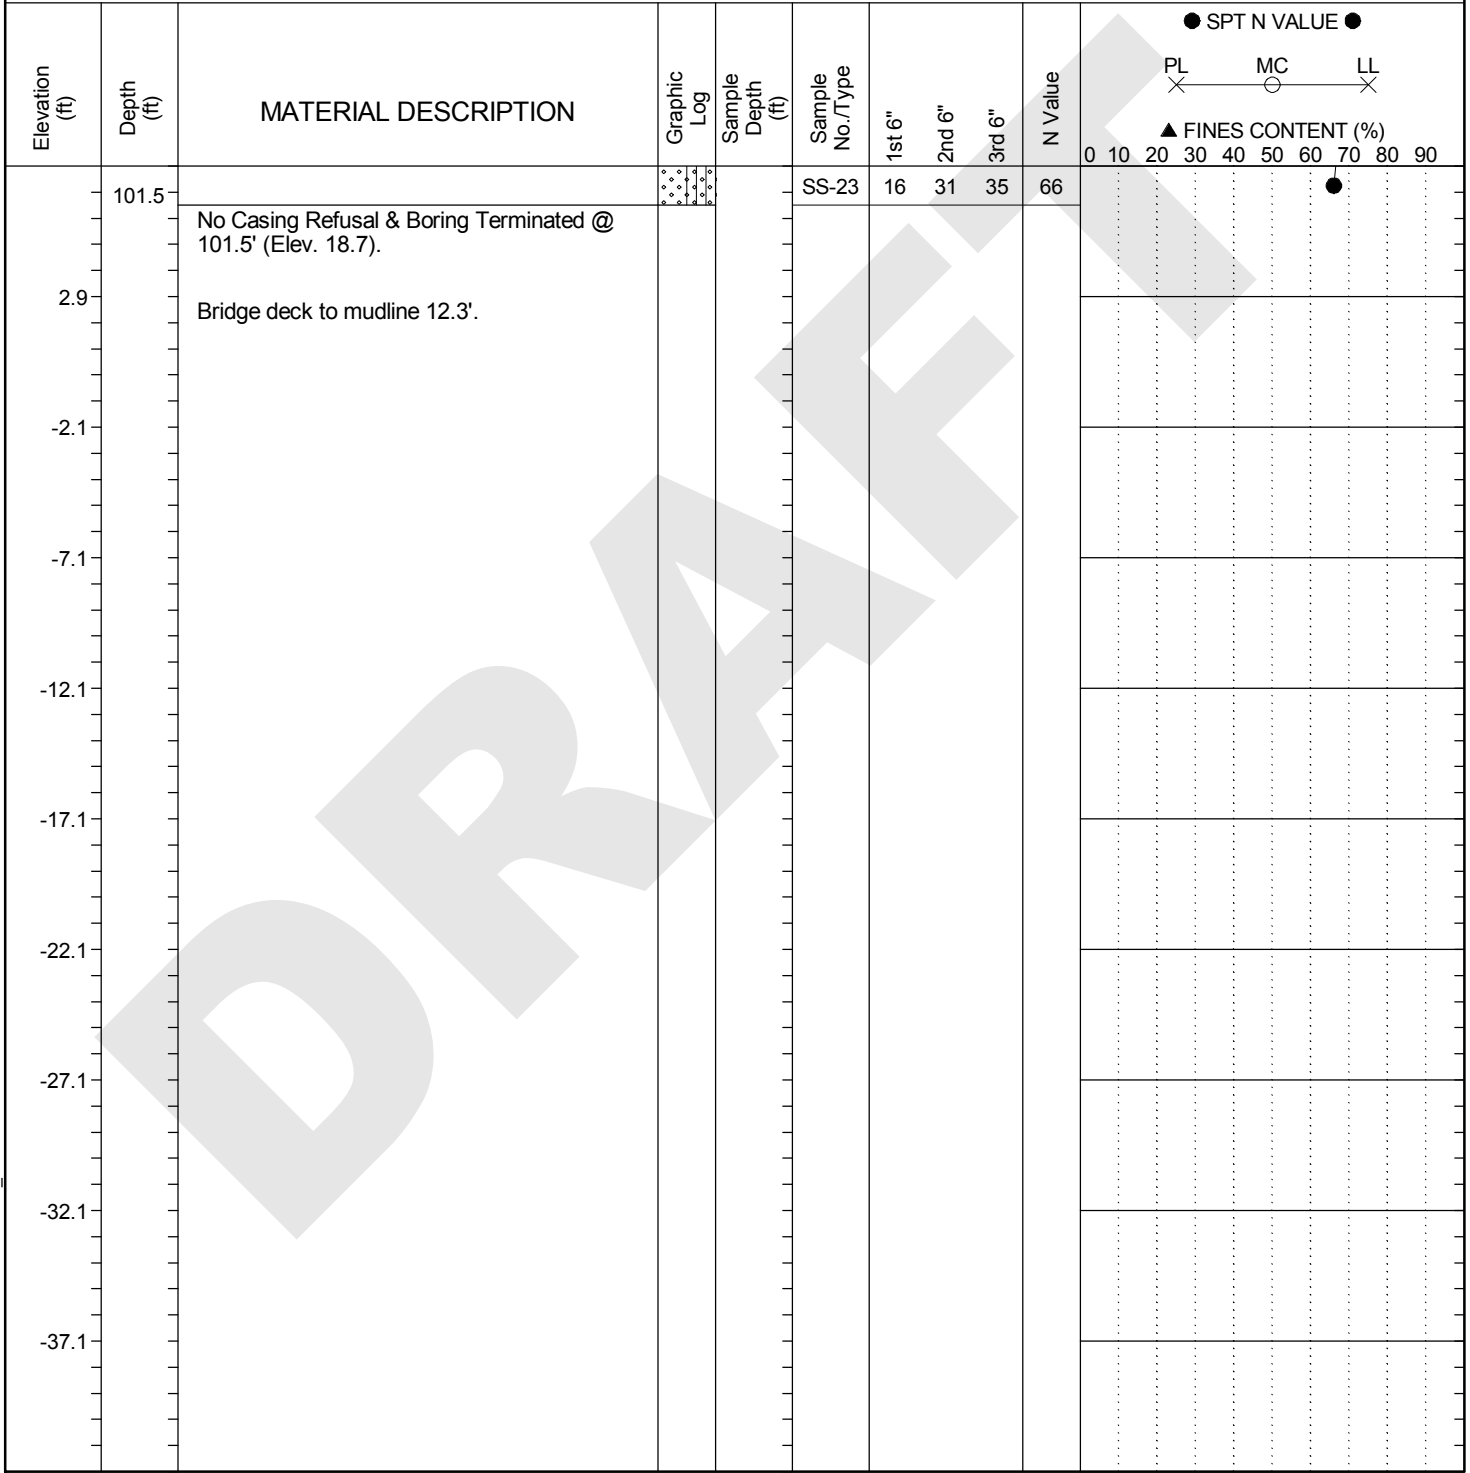 ● SPT N VALUE ●
PL MC LL
▲ FINES CONTENT (%)
0 10 20 30 40 50 60 70 80 90
Elevation
(ft)
Depth
(ft)
MATERIAL DESCRIPTION
Graphic
Log
Sample
Depth
(ft)
Sample
No./Type
1st 6"
2nd 6"
3rd 6"
N Value
101.5
SS-23 16 31 35 66
No Casing Refusal & Boring Terminated @
101.5' (Elev. 18.7).
2.9
Bridge deck to mudline 12.3'.
-2.1
-7.1
-12.1
-17.1
-22.1
-27.1
-32.1
-37.1
DRAFT